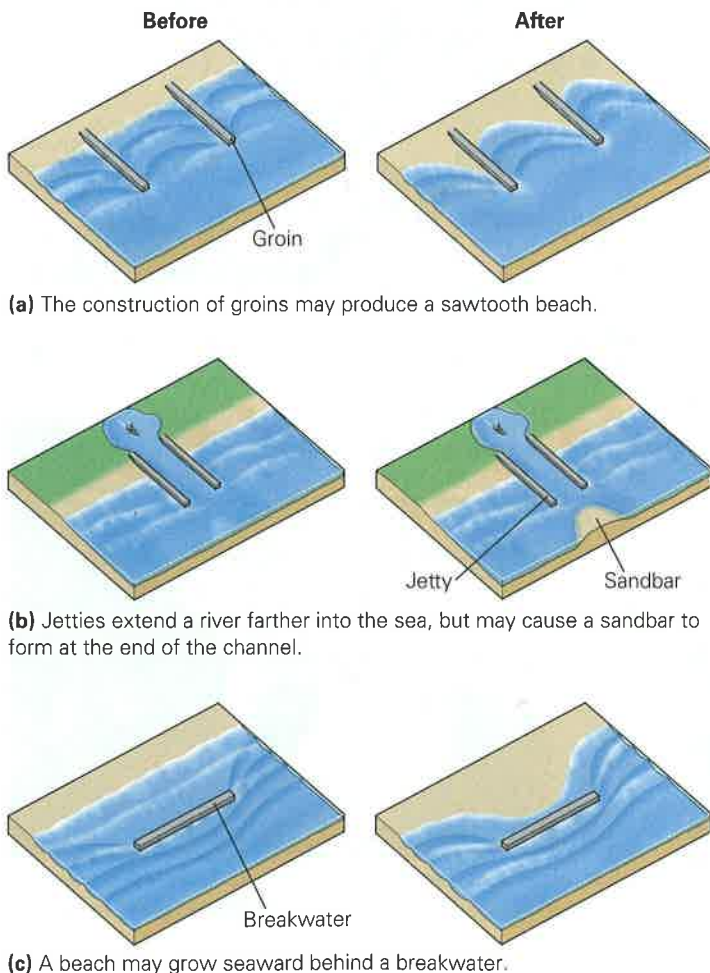 Before
After
Groin
(a) The construction of groins may produce a sawtooth beach.
Jetty
Sandbar
(b) Jetties extend a river farther into the sea, but may cause a sandbar to
form at the end of the channel.
Breakwater
(c) A beach may grow seaward behind a breakwater.